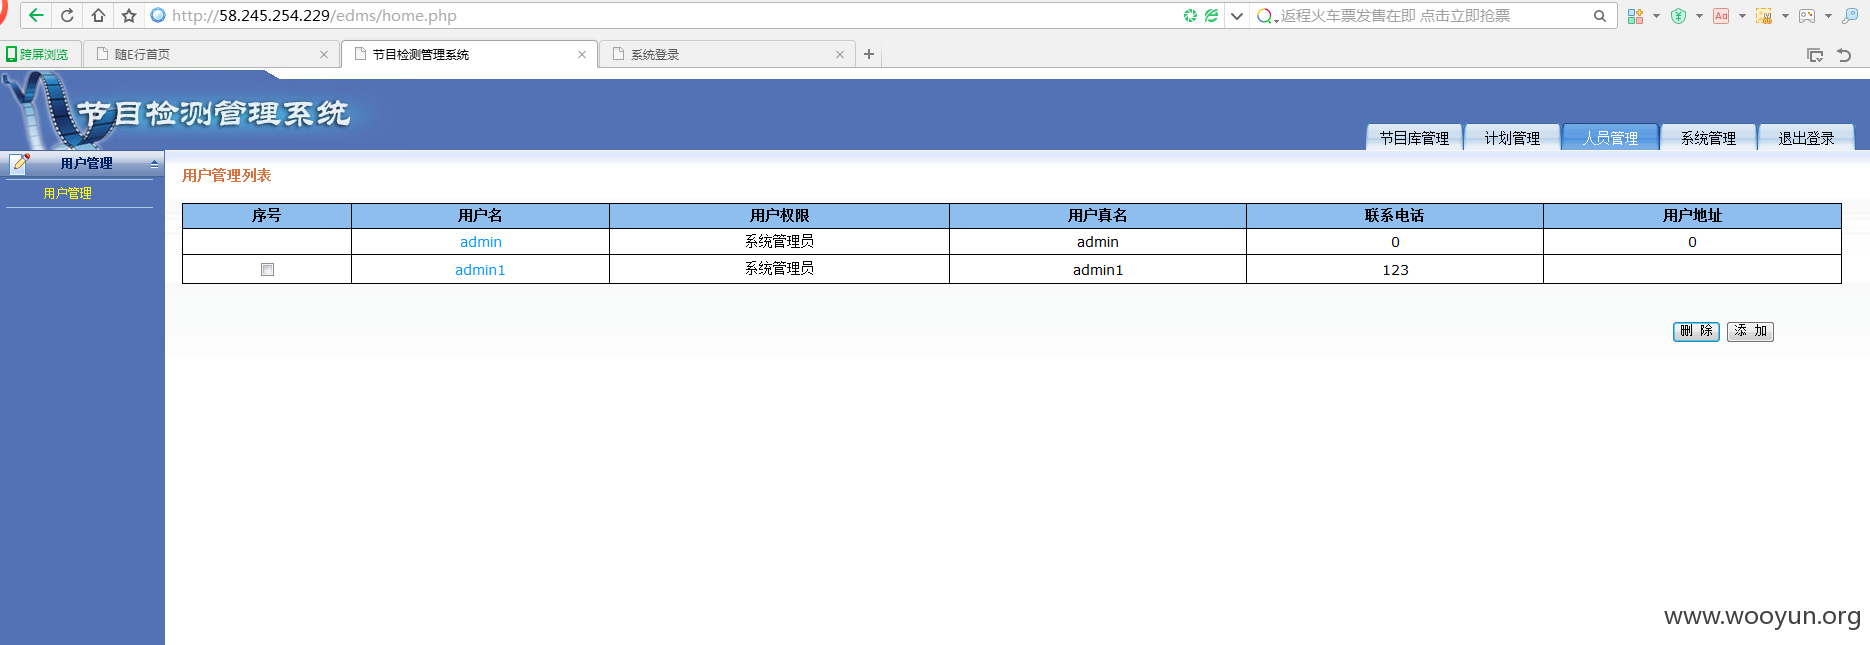 http://58.245.254.229/edms/home.php
返程火车票发售在即 点击立即抢票
跨屏浏览
随E行首页
节目检测管理系统
系统登录
节目检测管理系统
节目库管理 计划管理 人员管理 系统管理 退出登录
用户管理
用户管理
用户管理列表
序号 用户名 用户权限 用户真名 联系电话 用户地址
admin 系统管理员 admin 0 0
admin1 系统管理员 admin1 123
删 除 添 加
www.wooyun.org